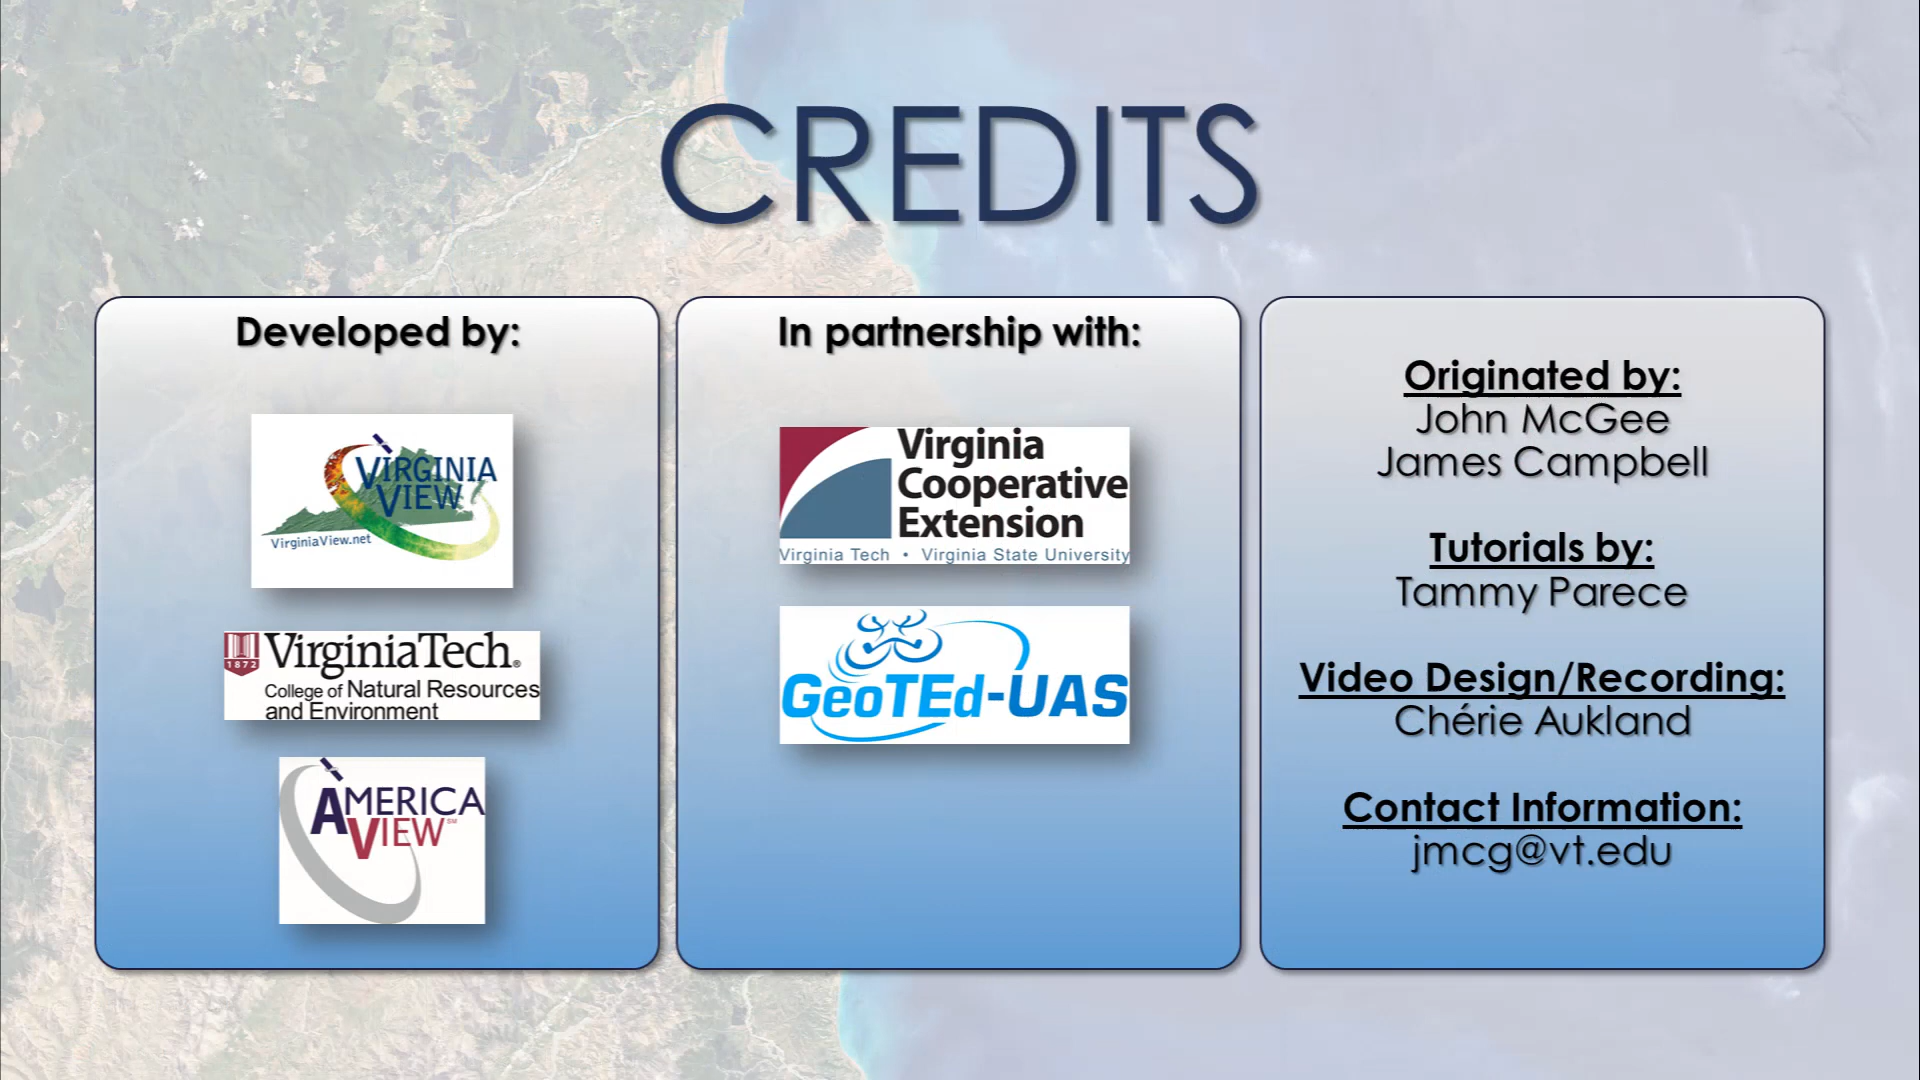 CREDITS
Developed by:
VIRGINIA
VIEW
VirginiaView.net
1872
VirginiaTech®
College of Natural Resources
and Environment
AMERICA
VIEW℠
In partnership with:
Virginia
Cooperative
Extension
Virginia Tech • Virginia State University
GeoTEd-UAS
Originated by:
John McGee
James Campbell
Tutorials by:
Tammy Parece
Video Design/Recording:
Chérie Aukland
Contact Information:
jmcg@vt.edu